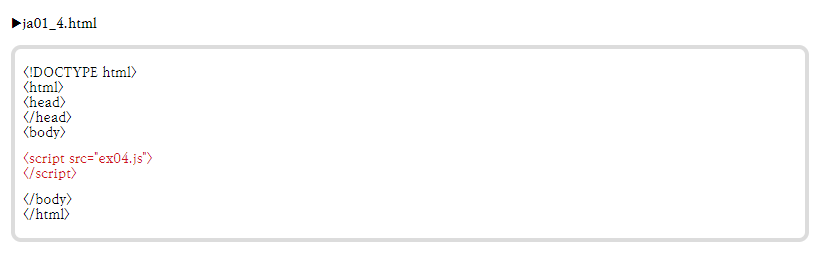 ▶ja01_4.html
<!DOCTYPE html>
<html>
<head>
</head>
<body>
<script src="ex04.js">
</script>
</body>
</html>